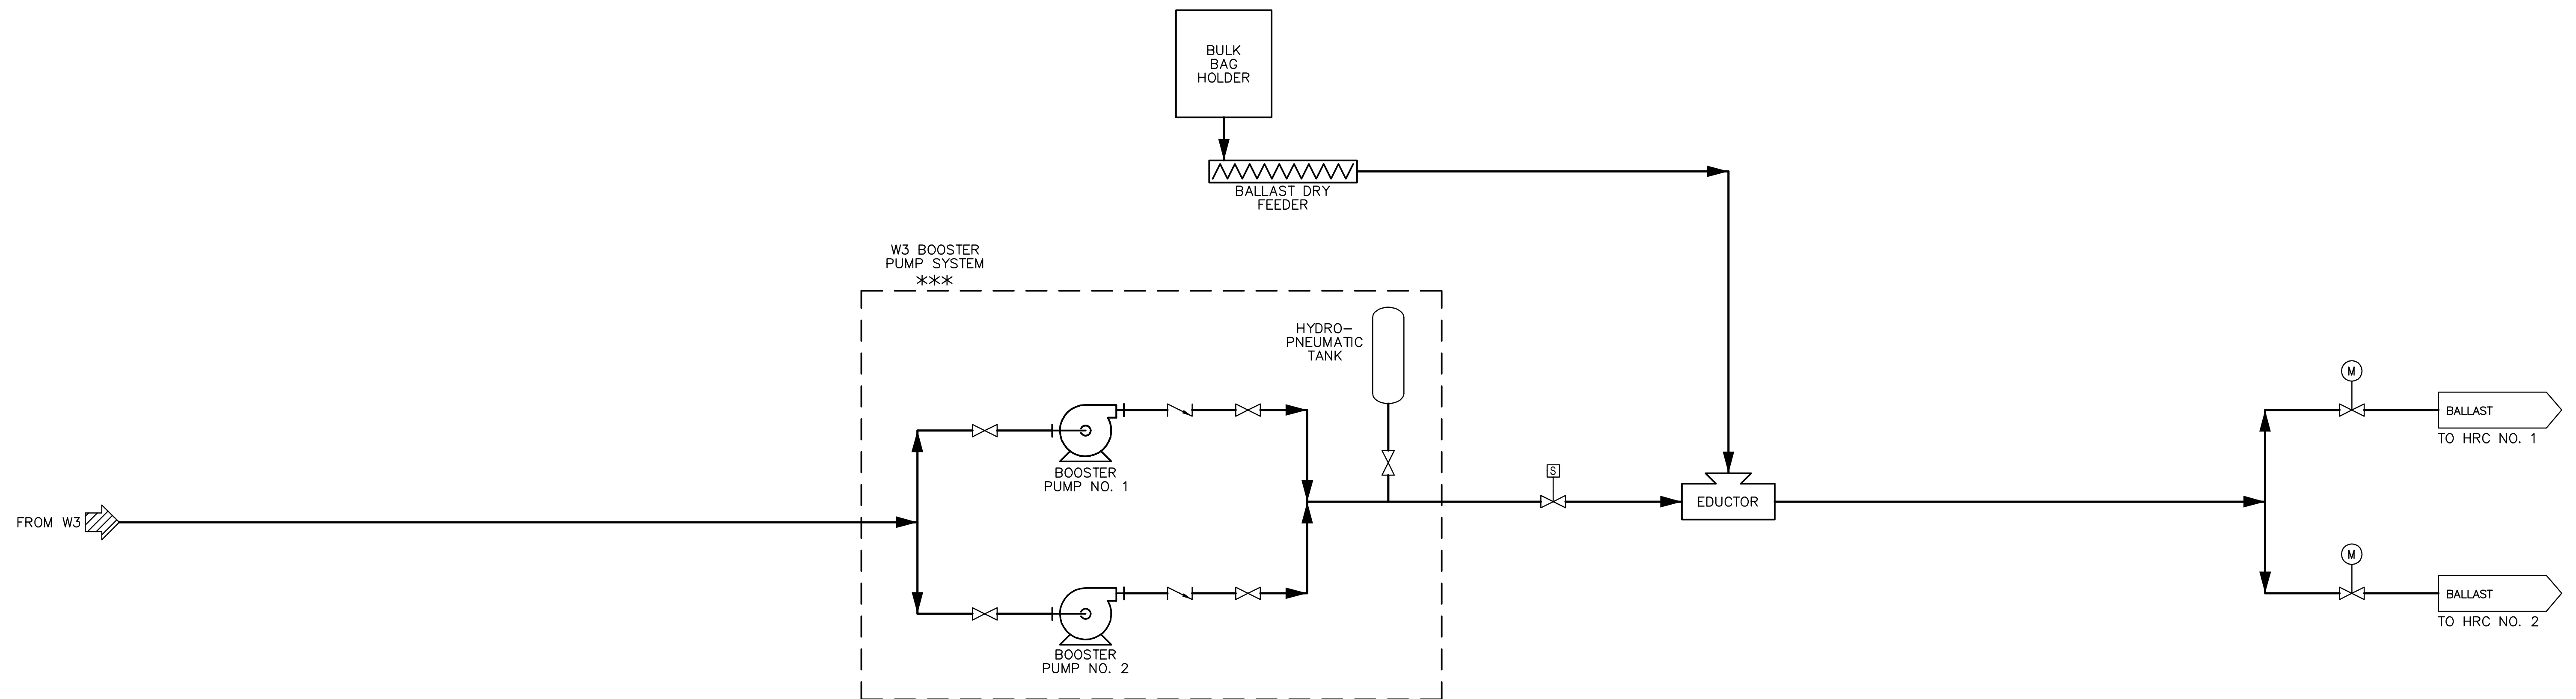 BULK
BAG
HOLDER
BALLAST DRY
FEEDER
W3 BOOSTER
PUMP SYSTEM
***
HYDRO-
PNEUMATIC
TANK
M
BALLAST
TO HRC NO. 1
BOOSTER
PUMP NO. 1
S
EDUCTOR
FROM W3
M
BALLAST
TO HRC NO. 2
BOOSTER
PUMP NO. 2